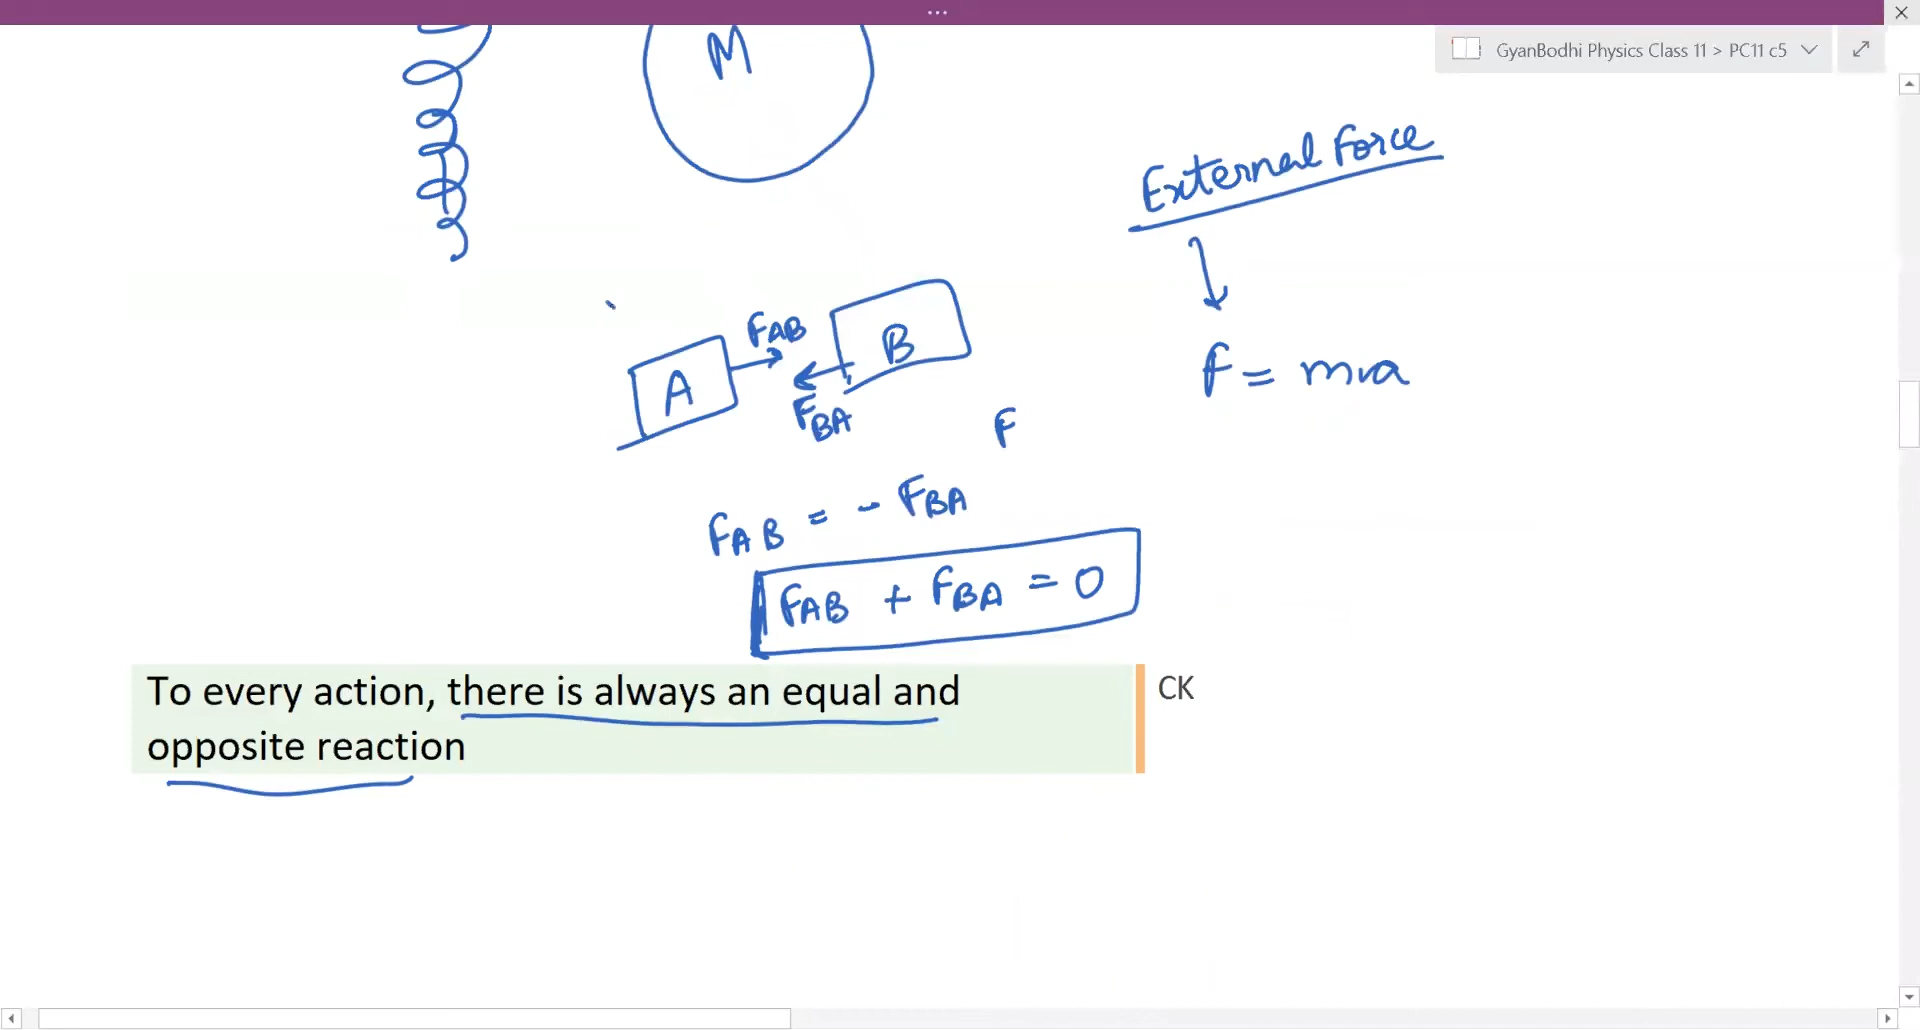 GyanBodhi Physics Class 11 > PC11 c5
M
External Force
F = ma
FAB
A
B
FBA
F
FAB = - FBA
FAB + FBA = 0
To every action, there is always an equal and
opposite reaction
CK